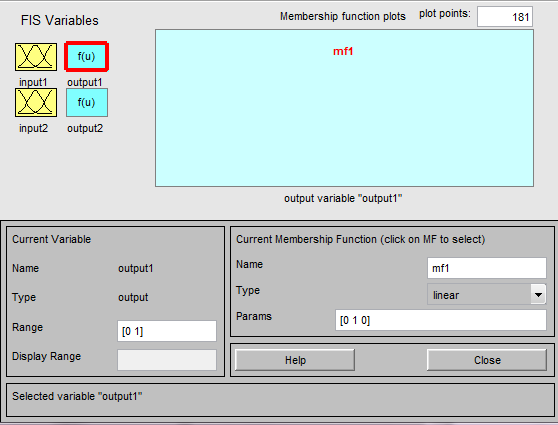 FIS Variables
Membership function plots plot points: 181
f(u)
input1 output1
f(u)
input2 output2
mf1
output variable "output1"
Current Variable
Name output1
Type output
Range [0 1]
Display Range
Current Membership Function (click on MF to select)
Name mf1
Type linear
Params [0 1 0]
Help Close
Selected variable "output1"